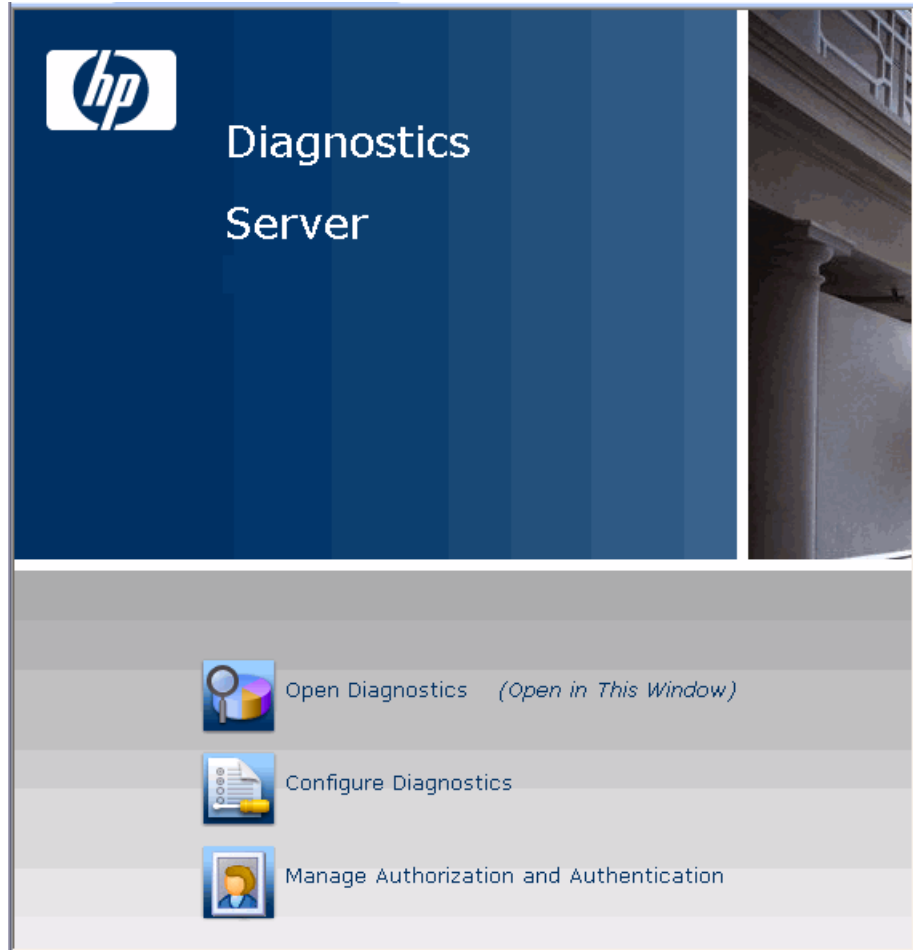 hp
Diagnostics
Server
Open Diagnostics (Open in This Window)
Configure Diagnostics
Manage Authorization and Authentication